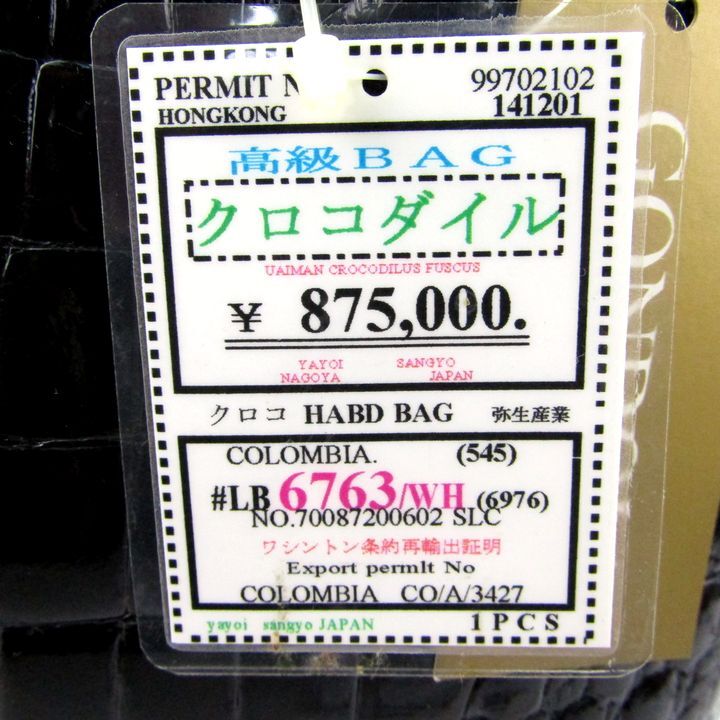 PERMIT N
99702102
HONGKONG
141201
高級BAG
クロコダイル
UAIMAN CROCODILUS FUSCUS
¥ 875,000.
YAYOI SANGYO
NAGOYA JAPAN
クロコ HABD BAG 弥生産業
COLOMBIA. (545)
#LB 6763/WH (6976)
NO.70087200602 SLC
ワシントン条約再輸出証明
Export permlt No
COLOMBIA CO/A/3427
yayoi sangyo JAPAN 1PCS